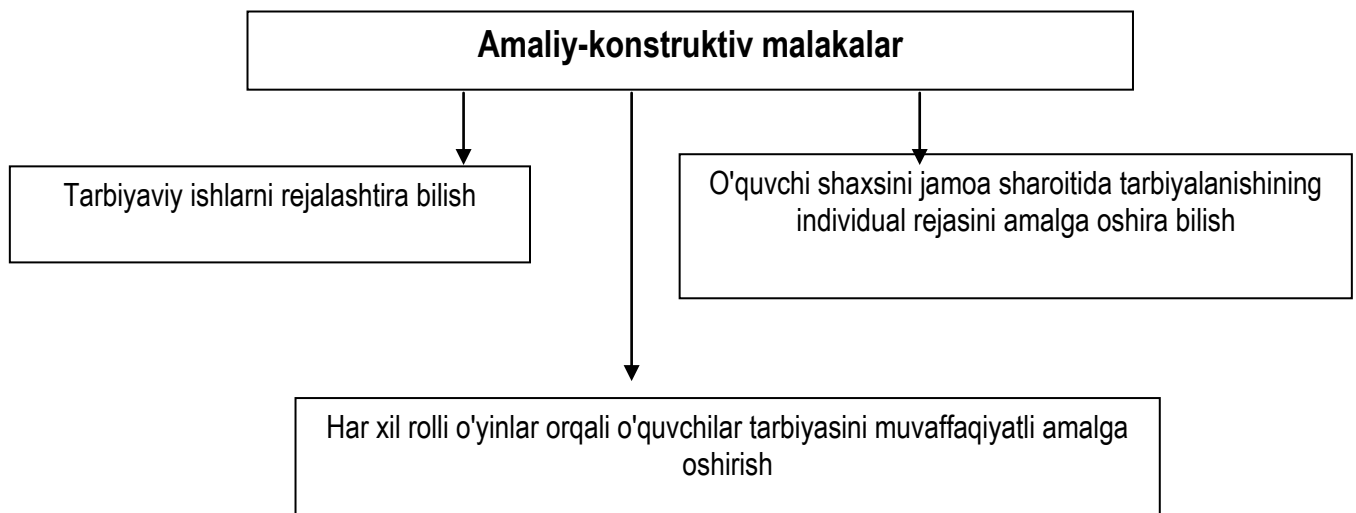 Amaliy-konstruktiv malakalar
Tarbiyaviy ishlarni rejalashtira bilish
O'quvchi shaxsini jamoa sharoitida tarbiyalanishining
individual rejasini amalga oshira bilish
Har xil rolli o'yinlar orqali o'quvchilar tarbiyasini muvaffaqiyatli amalga
oshirish